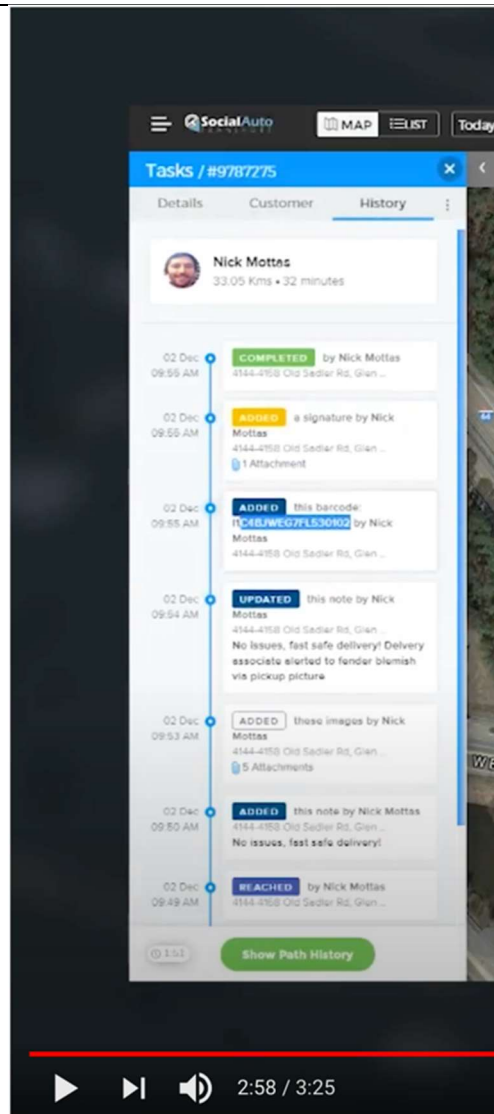 SocialAuto
TRANSPORT
MAP LIST Today
Tasks / #9787275
Details Customer History
Nick Mottas
33.05 Kms • 32 minutes
02 Dec COMPLETED by Nick Mottas
09:56 AM 4144-4158 Old Sadler Rd, Glen ...
02 Dec ADDED a signature by Nick
09:55 AM Mottas
4144-4158 Old Sadler Rd, Glen ...
1 Attachment
02 Dec ADDED this barcode:
09:55 AM I1C4BJWEG7FL530102 by Nick
Mottas
4144-4158 Old Sadler Rd, Glen ...
02 Dec UPDATED this note by Nick
09:54 AM Mottas
4144-4158 Old Sadler Rd, Glen ...
No issues, fast safe delivery! Delvery
associate alerted to fender blemish
via pickup picture
02 Dec ADDED these images by Nick
09:53 AM Mottas
4144-4158 Old Sadler Rd, Glen ...
5 Attachments
02 Dec ADDED this note by Nick Mottas
09:50 AM 4144-4158 Old Sadler Rd, Glen ...
No issues, fast safe delivery!
02 Dec REACHED by Nick Mottas
09:49 AM 4144-4158 Old Sadler Rd, Glen ...
1:51 Show Path History
64
W B
2:58 / 3:25